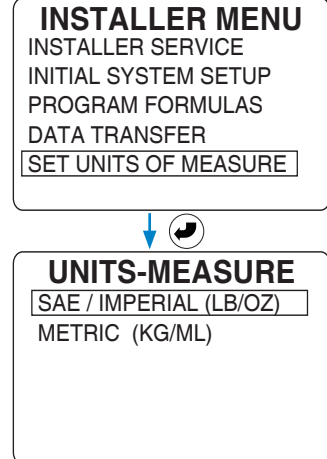 INSTALLER MENU
INSTALLER SERVICE
INITIAL SYSTEM SETUP
PROGRAM FORMULAS
DATA TRANSFER
SET UNITS OF MEASURE
UNITS-MEASURE
SAE / IMPERIAL (LB/OZ)
METRIC (KG/ML)